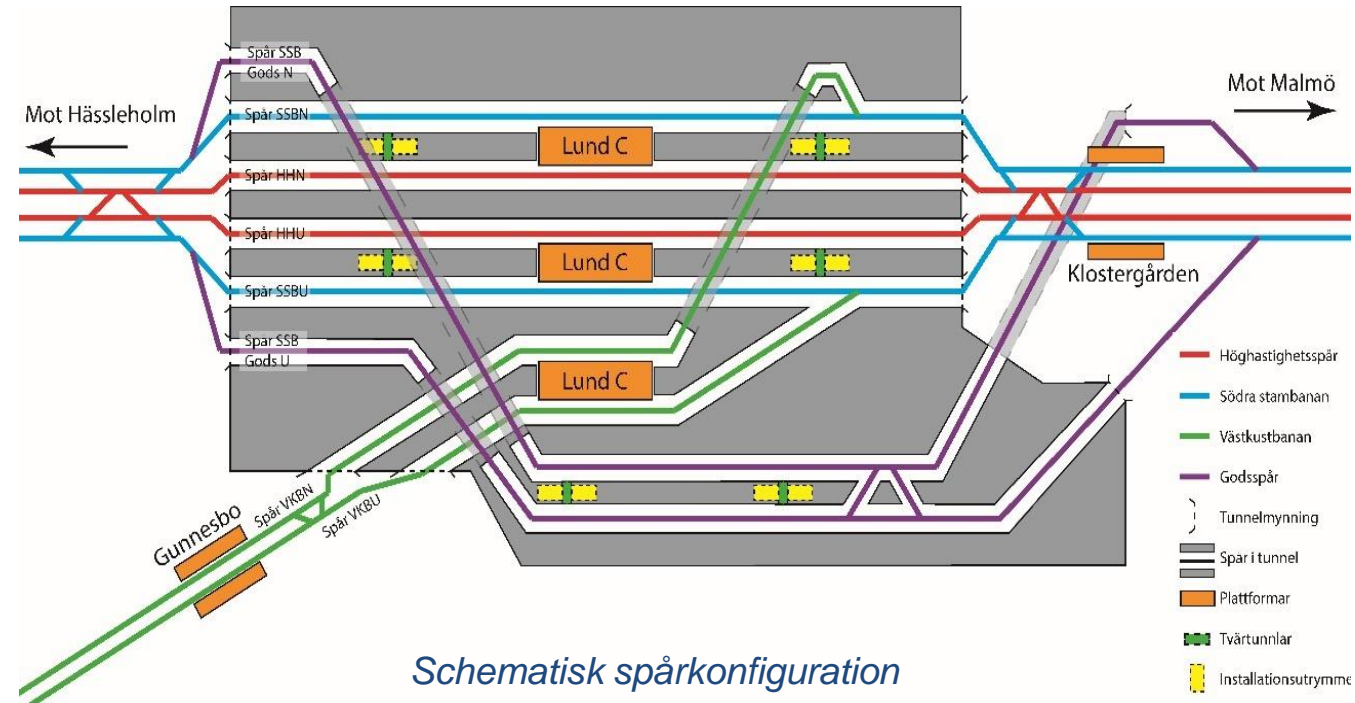 Mot Hässleholm
Spår SSB
Gods N
Spår SSBN
Spår HHN
Spår HHU
Spår SSBU
Spar SSB
Gods U
Lund C
Lund C
Lund C
Mot Malmö
Klostergården
Gunnesbo
Spår VKBN
Spår VKBU
Höghastighetsspår
Södra stambanan
Västkustbanan
Godsspår
Tunnelmynning
Spar i tunnel
Plattformar
Tvärtunnlar
Installationsutrymme
Schematisk spårkonfiguration